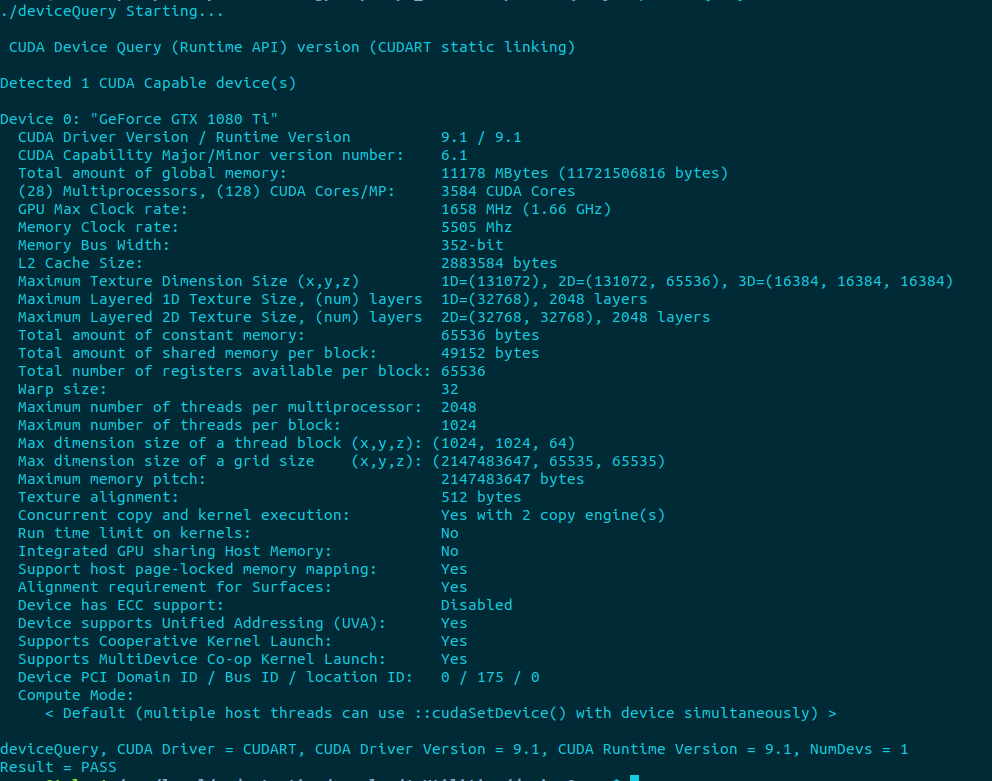 ./deviceQuery Starting...
CUDA Device Query (Runtime API) version (CUDART static linking)
Detected 1 CUDA Capable device(s)
Device 0: "GeForce GTX 1080 Ti"
CUDA Driver Version / Runtime Version 9.1 / 9.1
CUDA Capability Major/Minor version number: 6.1
Total amount of global memory: 11178 MBytes (11721506816 bytes)
(28) Multiprocessors, (128) CUDA Cores/MP: 3584 CUDA Cores
GPU Max Clock rate: 1658 MHz (1.66 GHz)
Memory Clock rate: 5505 Mhz
Memory Bus Width: 352-bit
L2 Cache Size: 2883584 bytes
Maximum Texture Dimension Size (x,y,z) 1D=(131072), 2D=(131072, 65536), 3D=(16384, 16384, 16384)
Maximum Layered 1D Texture Size, (num) layers 1D=(32768), 2048 layers
Maximum Layered 2D Texture Size, (num) layers 2D=(32768, 32768), 2048 layers
Total amount of constant memory: 65536 bytes
Total amount of shared memory per block: 49152 bytes
Total number of registers available per block: 65536
Warp size: 32
Maximum number of threads per multiprocessor: 2048
Maximum number of threads per block: 1024
Max dimension size of a thread block (x,y,z): (1024, 1024, 64)
Max dimension size of a grid size (x,y,z): (2147483647, 65535, 65535)
Maximum memory pitch: 2147483647 bytes
Texture alignment: 512 bytes
Concurrent copy and kernel execution: Yes with 2 copy engine(s)
Run time limit on kernels: No
Integrated GPU sharing Host Memory: No
Support host page-locked memory mapping: Yes
Alignment requirement for Surfaces: Yes
Device has ECC support: Disabled
Device supports Unified Addressing (UVA): Yes
Supports Cooperative Kernel Launch: Yes
Supports MultiDevice Co-op Kernel Launch: Yes
Device PCI Domain ID / Bus ID / location ID: 0 / 175 / 0
Compute Mode:
< Default (multiple host threads can use ::cudaSetDevice() with device simultaneously) >
deviceQuery, CUDA Driver = CUDART, CUDA Driver Version = 9.1, CUDA Runtime Version = 9.1, NumDevs = 1
Result = PASS